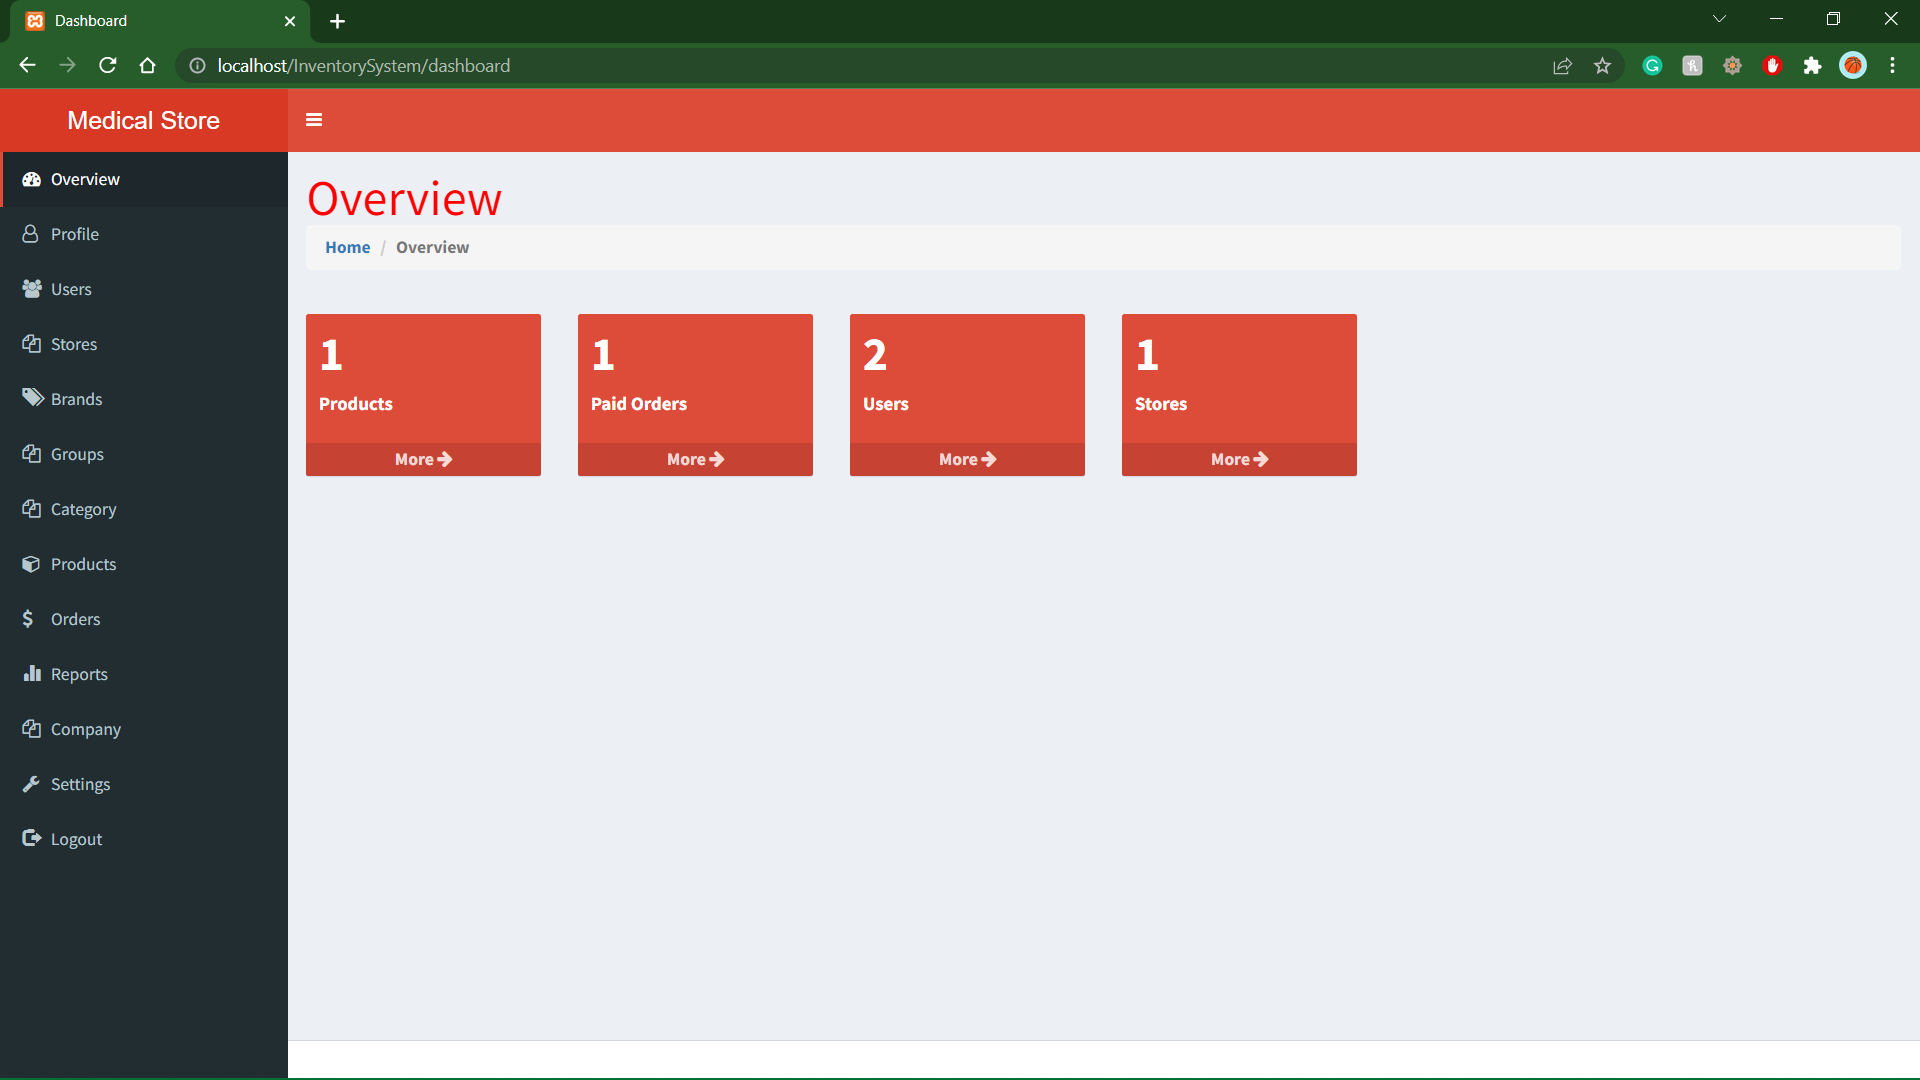 Dashboard
localhost/InventorySystem/dashboard
Medical Store
Overview
Profile
Users
Stores
Brands
Groups
Category
Products
Orders
Reports
Company
Settings
Logout
Overview
Home / Overview
1
Products
More
1
Paid Orders
More
2
Users
More
1
Stores
More